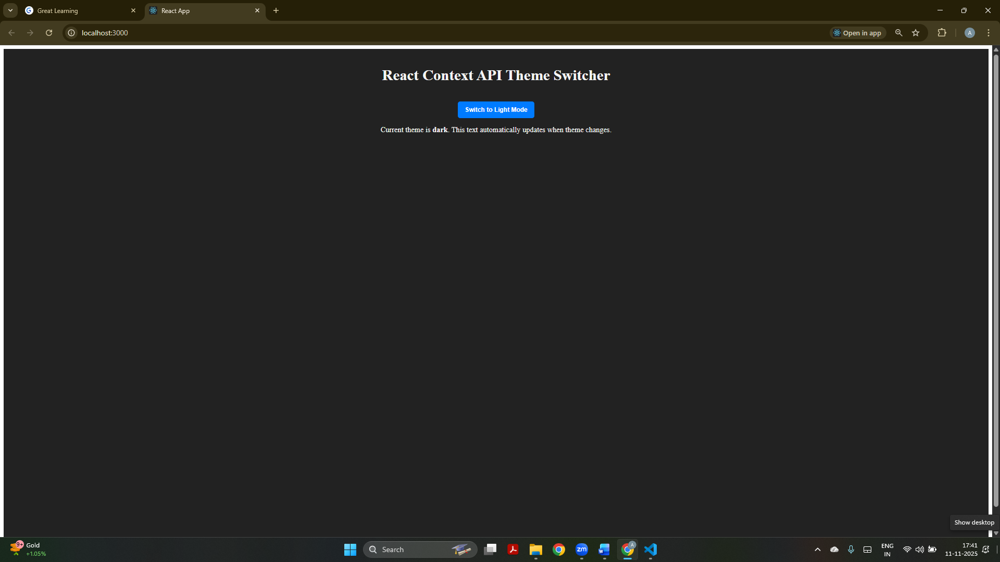 Great Learning
React App
localhost:3000
Open in app
A
React Context API Theme Switcher
Switch to Light Mode
Current theme is dark. This text automatically updates when theme changes.
Show desktop
9+
Gold
+1.05%
Search
zm
W
A
ENG
IN
17:41
11-11-2025